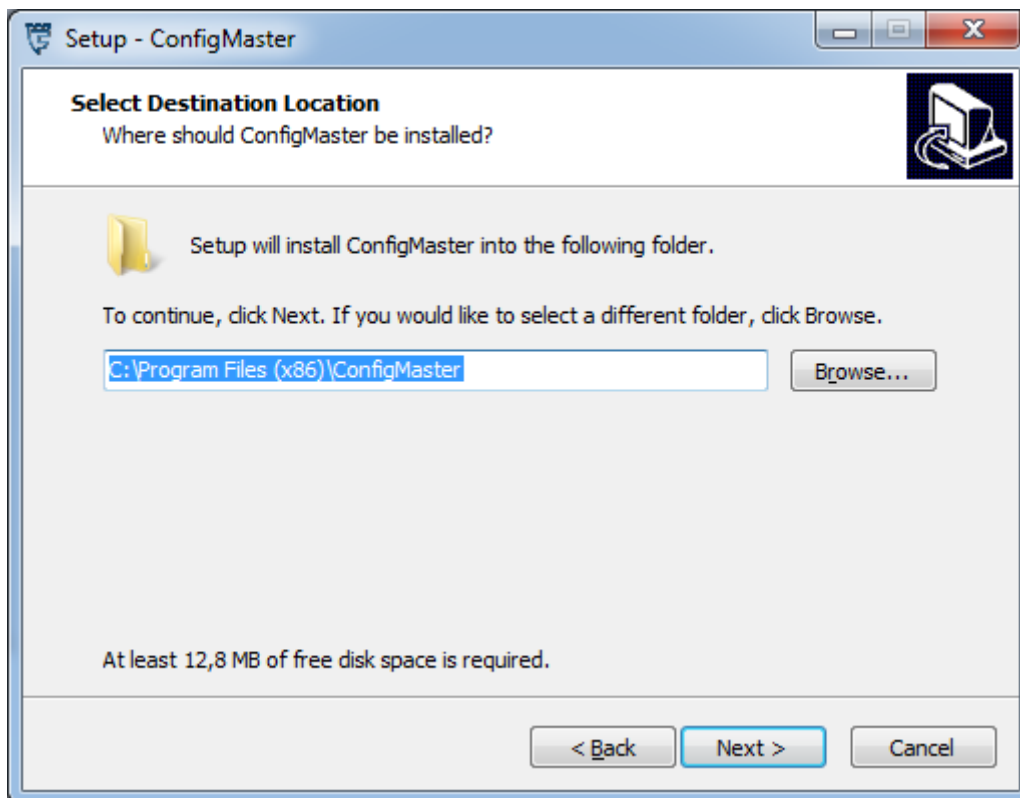 Setup - ConfigMaster
Select Destination Location
Where should ConfigMaster be installed?
Setup will install ConfigMaster into the following folder.
To continue, click Next. If you would like to select a different folder, click Browse.
C:\Program Files (x86)\ConfigMaster
Browse...
At least 12,8 MB of free disk space is required.
< Back
Next >
Cancel